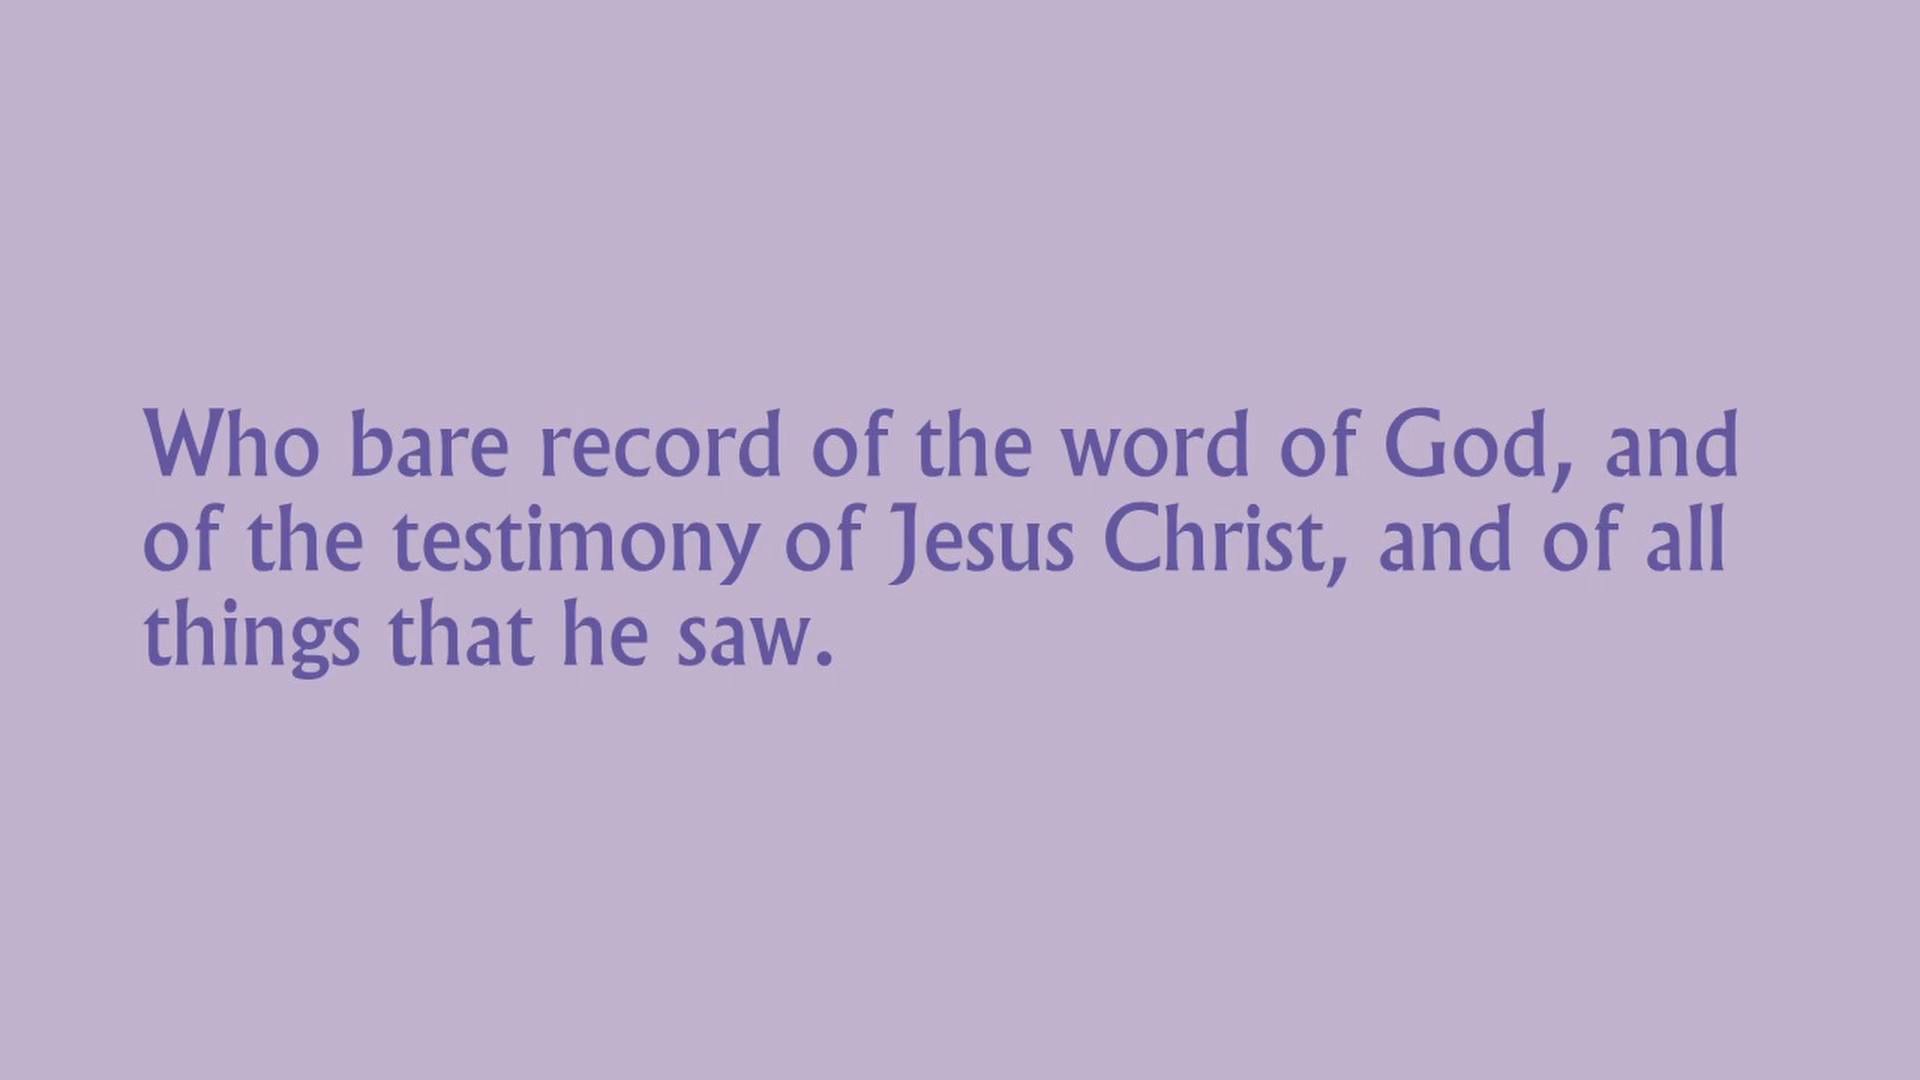 Who bare record of the word of God, and
of the testimony of Jesus Christ, and of all
things that he saw.